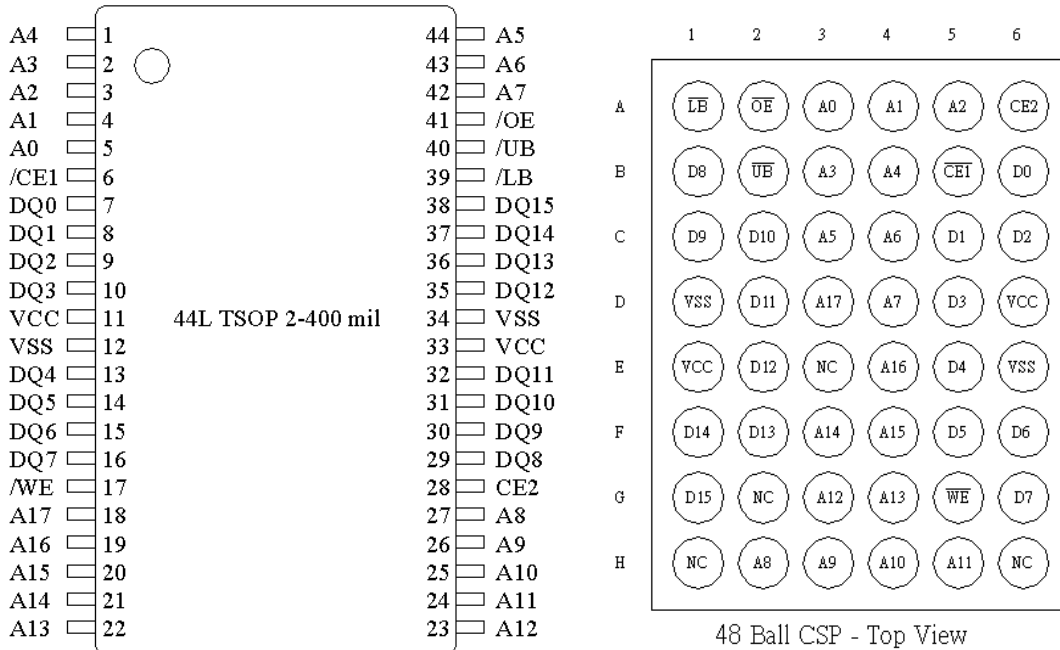 A4 1 44 A5
A3 2 43 A6
A2 3 42 A7
A1 4 41 /OE
A0 5 40 /UB
/CE1 6 39 /LB
DQ0 7 38 DQ15
DQ1 8 37 DQ14
DQ2 9 36 DQ13
DQ3 10 35 DQ12
VCC 11 44L TSOP 2-400 mil 34 VSS
VSS 12 33 VCC
DQ4 13 32 DQ11
DQ5 14 31 DQ10
DQ6 15 30 DQ9
DQ7 16 29 DQ8
/WE 17 28 CE2
A17 18 27 A8
A16 19 26 A9
A15 20 25 A10
A14 21 24 A11
A13 22 23 A12
1 2 3 4 5 6
A L̅B̅ O̅E̅ A0 A1 A2 CE2
B D8 U̅B̅ A3 A4 C̅E̅1̅ D0
C D9 D10 A5 A6 D1 D2
D VSS D11 A17 A7 D3 VCC
E VCC D12 NC A16 D4 VSS
F D14 D13 A14 A15 D5 D6
G D15 NC A12 A13 W̅E̅ D7
H NC A8 A9 A10 A11 NC
48 Ball CSP - Top View